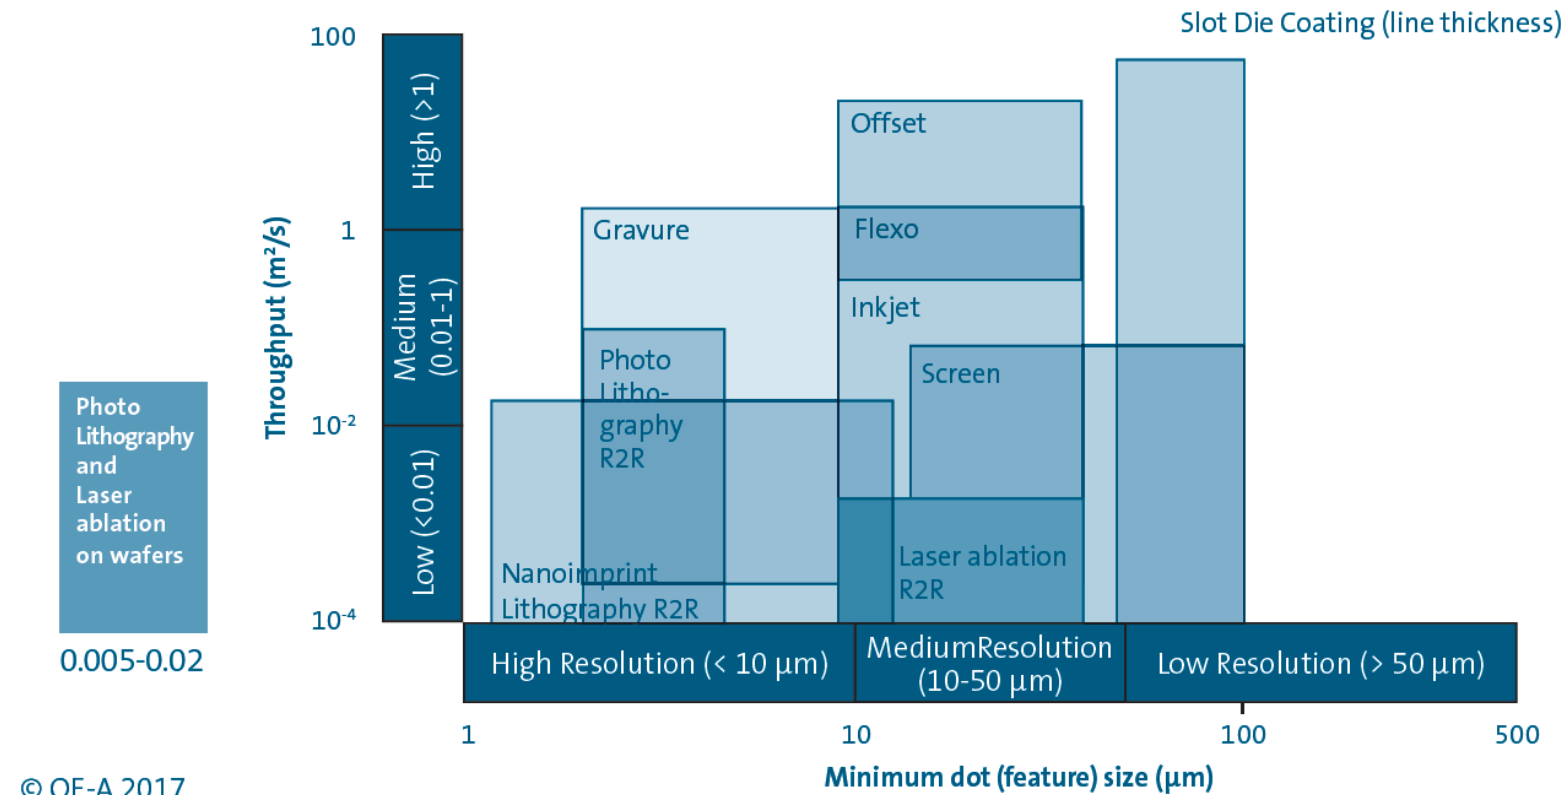 Slot Die Coating (line thickness)
100
High (>1)
Offset
Throughput (m²/s)
1
Gravure
Flexo
Medium
(0.01-1)
Inkjet
Photo
Litho-
graphy
R2R
Screen
Photo
Lithography
and
Laser
ablation
on wafers
10⁻²
Low (<0.01)
Nanoimprint
Lithography R2R
Laser ablation
R2R
10⁻⁴
0.005-0.02
High Resolution (< 10 µm)
MediumResolution
(10-50 µm)
Low Resolution (> 50 µm)
1
10
100
500
Minimum dot (feature) size (µm)
© OE-A 2017